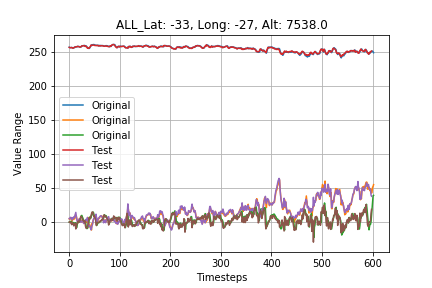 ALL_Lat: -33, Long: -27, Alt: 7538.0
Value Range
250
200
150
100
50
0
Original
Original
Original
Test
Test
Test
0 100 200 300 400 500 600
Timesteps